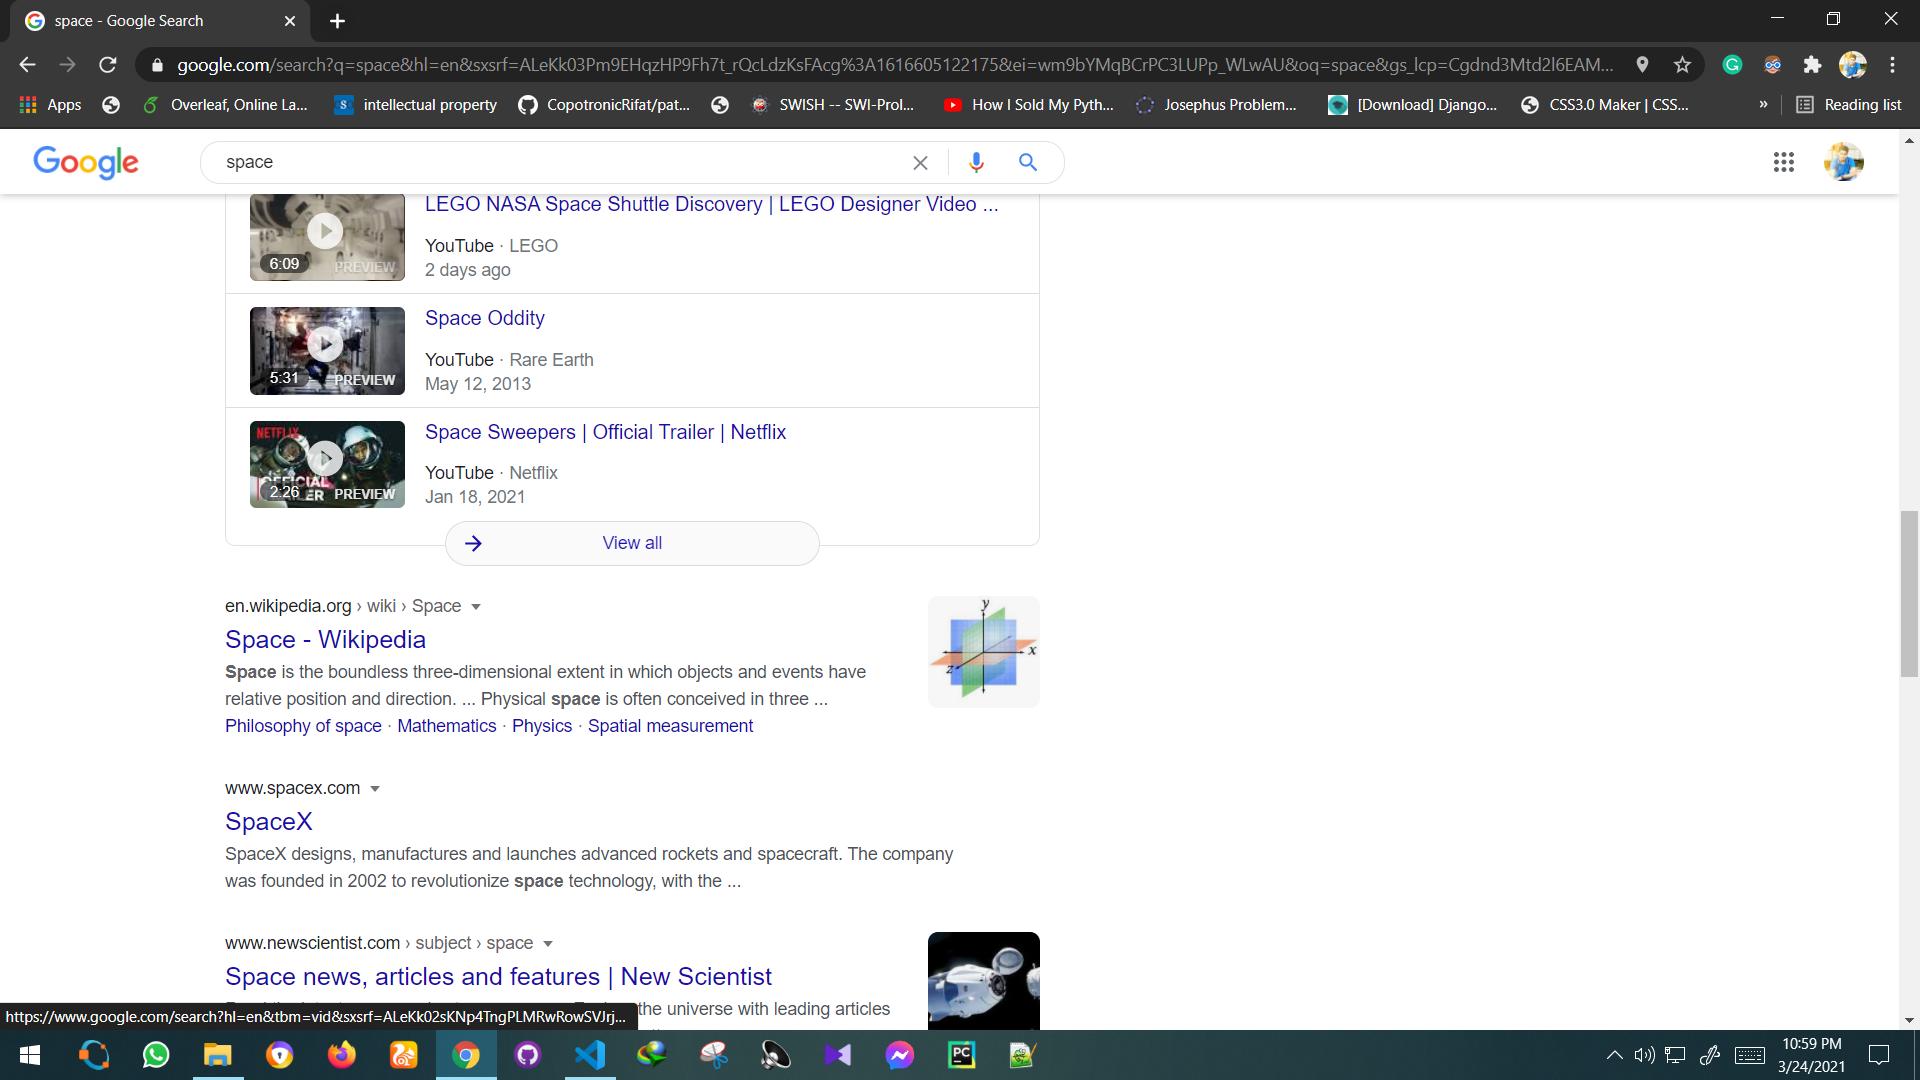 space - Google Search
google.com/search?q=space&hl=en&sxsrf=ALeKk03Pm9EHqzHP9Fh7t_rQcLdzKsFAcg%3A1616605122175&ei=wm9bYMqBCrPC3LUPp_WLwAU&oq=space&gs_lcp=Cgdnd3Mtd2l6EAM...
Apps Overleaf, Online La... intellectual property CopotronicRifat/pat... SWISH -- SWI-Prol... How I Sold My Pyth... Josephus Problem... [Download] Django... CSS3.0 Maker | CSS... » Reading list
Google space
LEGO NASA Space Shuttle Discovery | LEGO Designer Video ...
YouTube · LEGO
6:09 PREVIEW
2 days ago
Space Oddity
YouTube · Rare Earth
5:31 PREVIEW
May 12, 2013
NETFLIX
Space Sweepers | Official Trailer | Netflix
YouTube · Netflix
2:26 PREVIEW
Jan 18, 2021
View all
en.wikipedia.org › wiki › Space
Space - Wikipedia
Space is the boundless three-dimensional extent in which objects and events have
relative position and direction. ... Physical space is often conceived in three ...
Philosophy of space · Mathematics · Physics · Spatial measurement
y
x
z
www.spacex.com
SpaceX
SpaceX designs, manufactures and launches advanced rockets and spacecraft. The company
was founded in 2002 to revolutionize space technology, with the ...
www.newscientist.com › subject › space
Space news, articles and features | New Scientist
the universe with leading articles
https://www.google.com/search?hl=en&tbm=vid&sxsrf=ALeKk02sKNp4TngPLMRwRowSVJrj...
PC
10:59 PM
3/24/2021